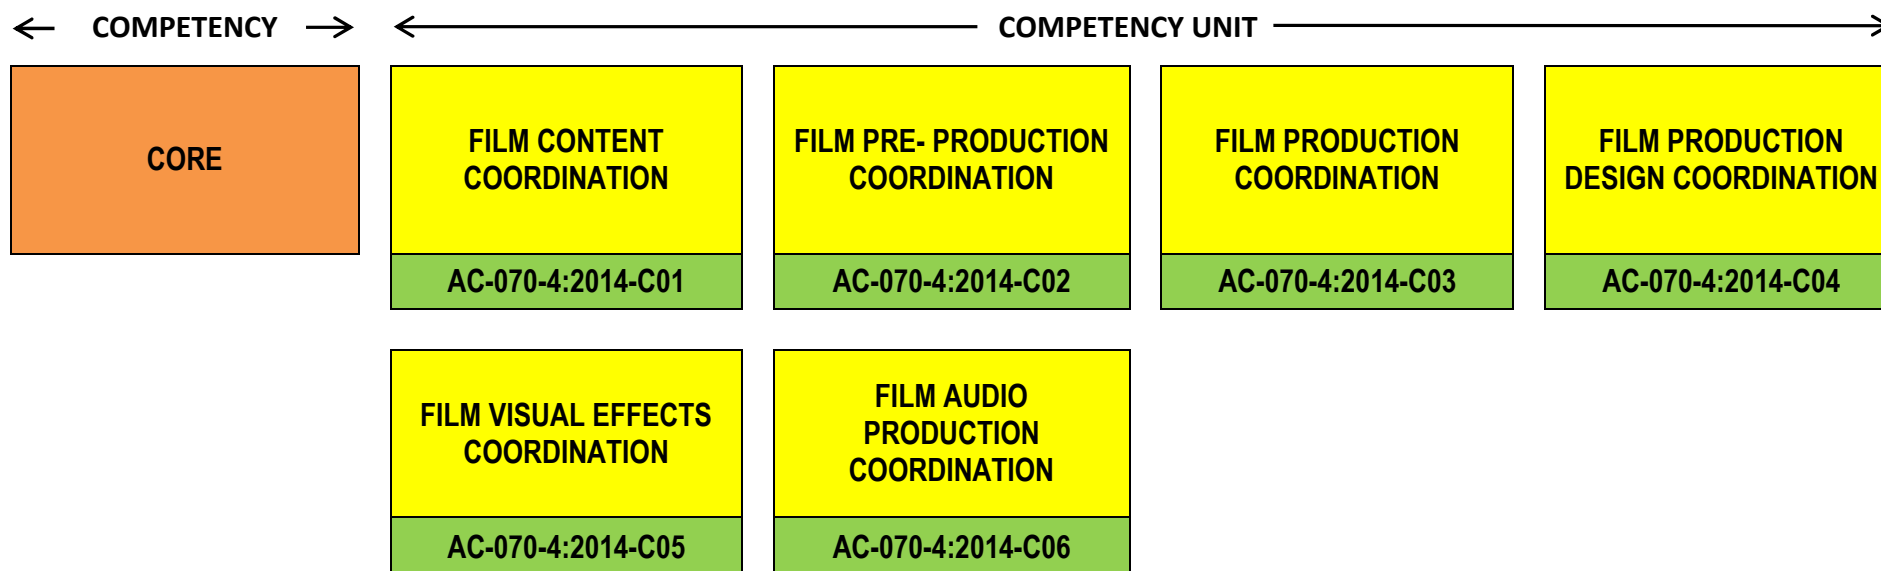 COMPETENCY
COMPETENCY UNIT
CORE
FILM CONTENT
COORDINATION
AC-070-4:2014-C01
FILM PRE- PRODUCTION
COORDINATION
AC-070-4:2014-C02
FILM PRODUCTION
COORDINATION
AC-070-4:2014-C03
FILM PRODUCTION
DESIGN COORDINATION
AC-070-4:2014-C04
FILM VISUAL EFFECTS
COORDINATION
AC-070-4:2014-C05
FILM AUDIO
PRODUCTION
COORDINATION
AC-070-4:2014-C06